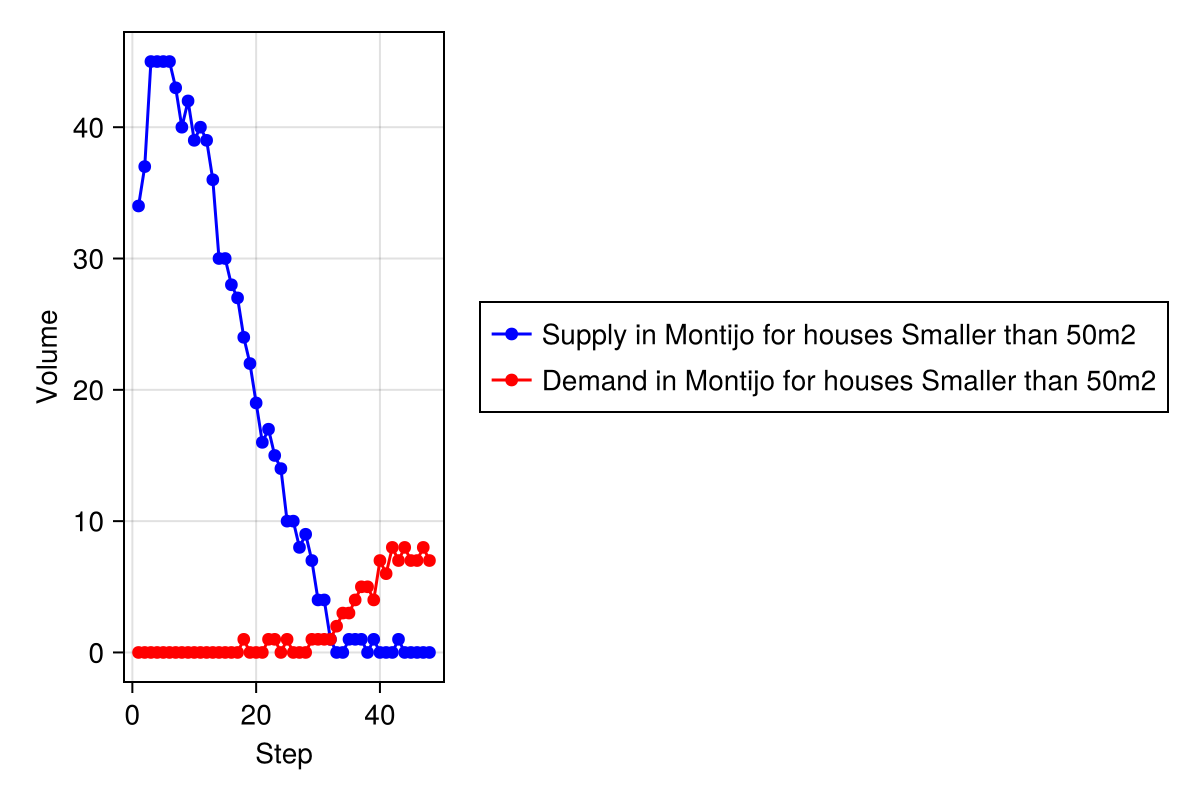 Volume
40
30
20
10
0
0 20 40
Step
Supply in Montijo for houses Smaller than 50m2
Demand in Montijo for houses Smaller than 50m2